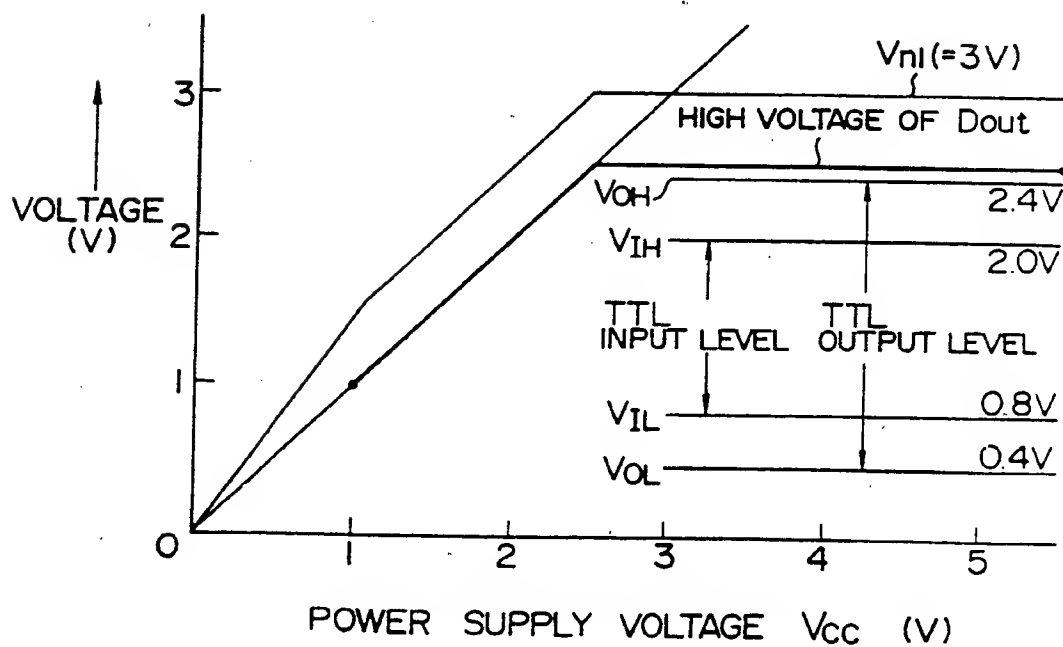 Vnl(=3V)
3
HIGH VOLTAGE OF Dout
VOH
2.4V
VOLTAGE
(V)
2
VIH
2.0V
TTL
INPUT LEVEL
TTL
OUTPUT LEVEL
1
VIL
0.8V
VOL
0.4V
0
1
2
3
4
5
POWER SUPPLY VOLTAGE Vcc (V)